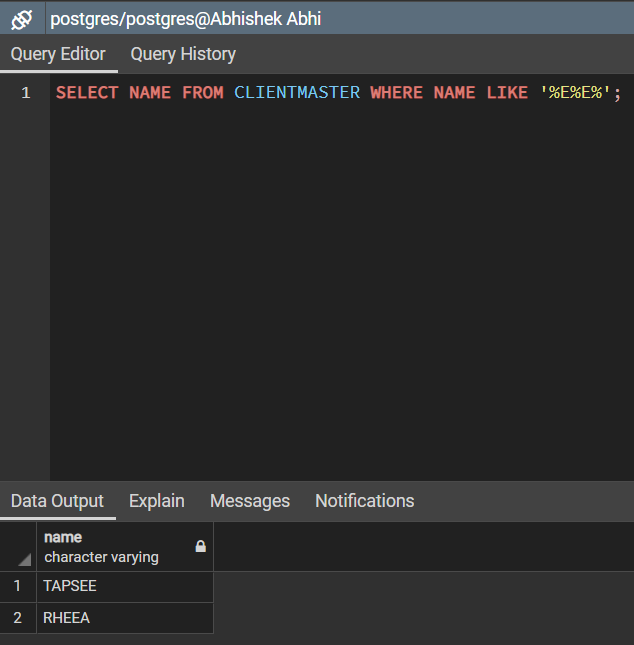 postgres/postgres@Abhishek Abhi
Query Editor Query History
1 SELECT NAME FROM CLIENTMASTER WHERE NAME LIKE '%E%E%';
Data Output Explain Messages Notifications
name
character varying
1 TAPSEE
2 RHEEA